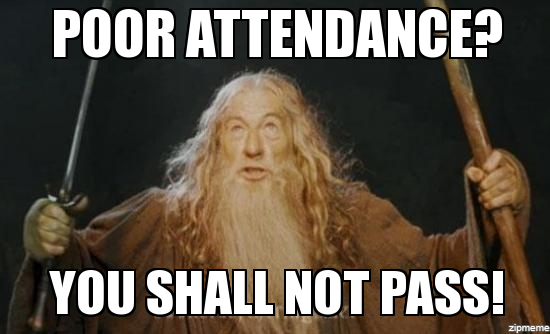 POOR ATTENDANCE?
YOU SHALL NOT PASS!
zipmeme